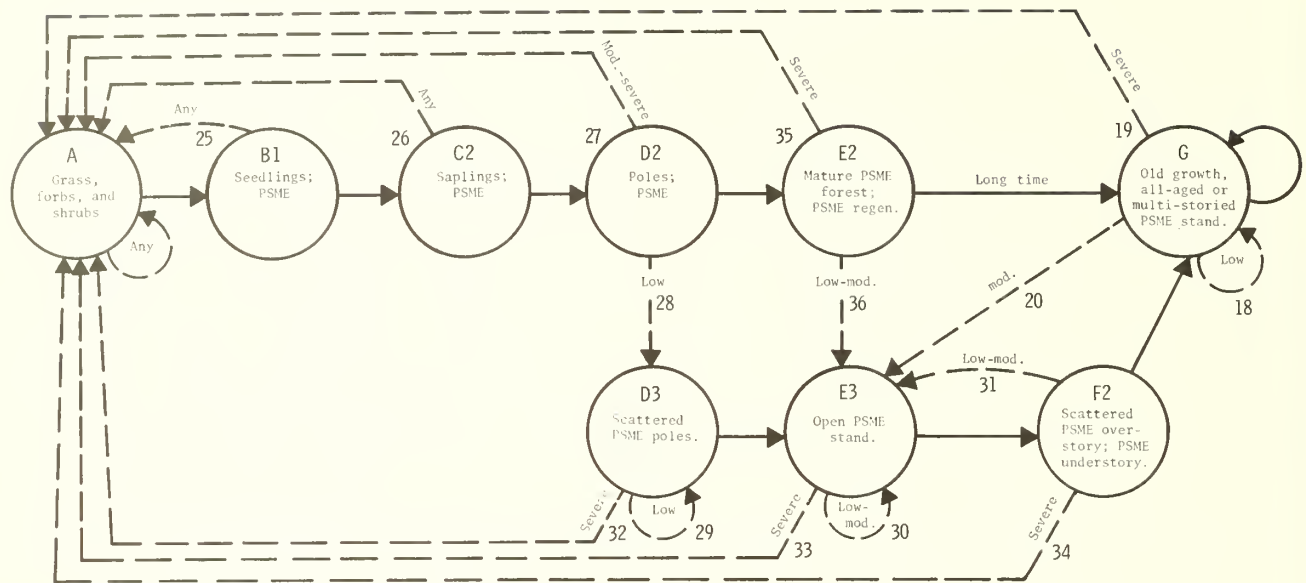 Severe
Severe
Mod.-severe
Any
Any
25
26
27
35
19
A
Grass,
forbs, and
shrubs
B1
Seedlings;
PSME
C2
Saplings;
PSME
D2
Poles;
PSME
E2
Mature PSME
forest;
PSME regen.
Long time
G
Old growth,
all-aged or
multi-storied
PSME stand.
Any
Low
28
Low-mod.
36
mod.
20
Low
18
Low-mod.
31
D3
Scattered
PSME poles.
E3
Open PSME
stand.
F2
Scattered
PSME over-
story; PSME
understory.
Severe
32
Low
29
Severe
33
Low-
mod.
30
Severe
34